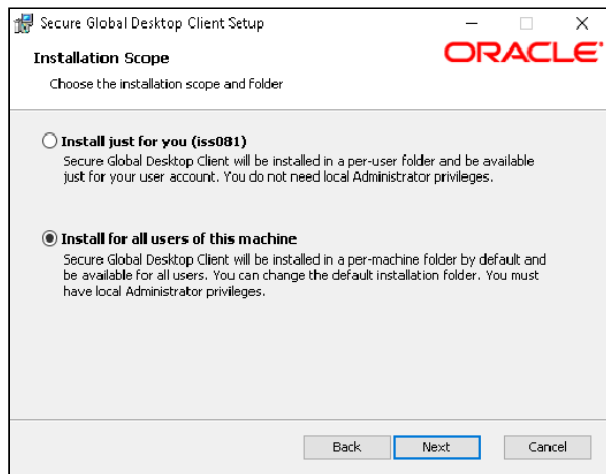 Secure Global Desktop Client Setup
Installation Scope
ORACLE
Choose the installation scope and folder
Install just for you (iss081)
Secure Global Desktop Client will be installed in a per-user folder and be available
just for your user account. You do not need local Administrator privileges.
Install for all users of this machine
Secure Global Desktop Client will be installed in a per-machine folder by default and
be available for all users. You can change the default installation folder. You must
have local Administrator privileges.
Back Next Cancel